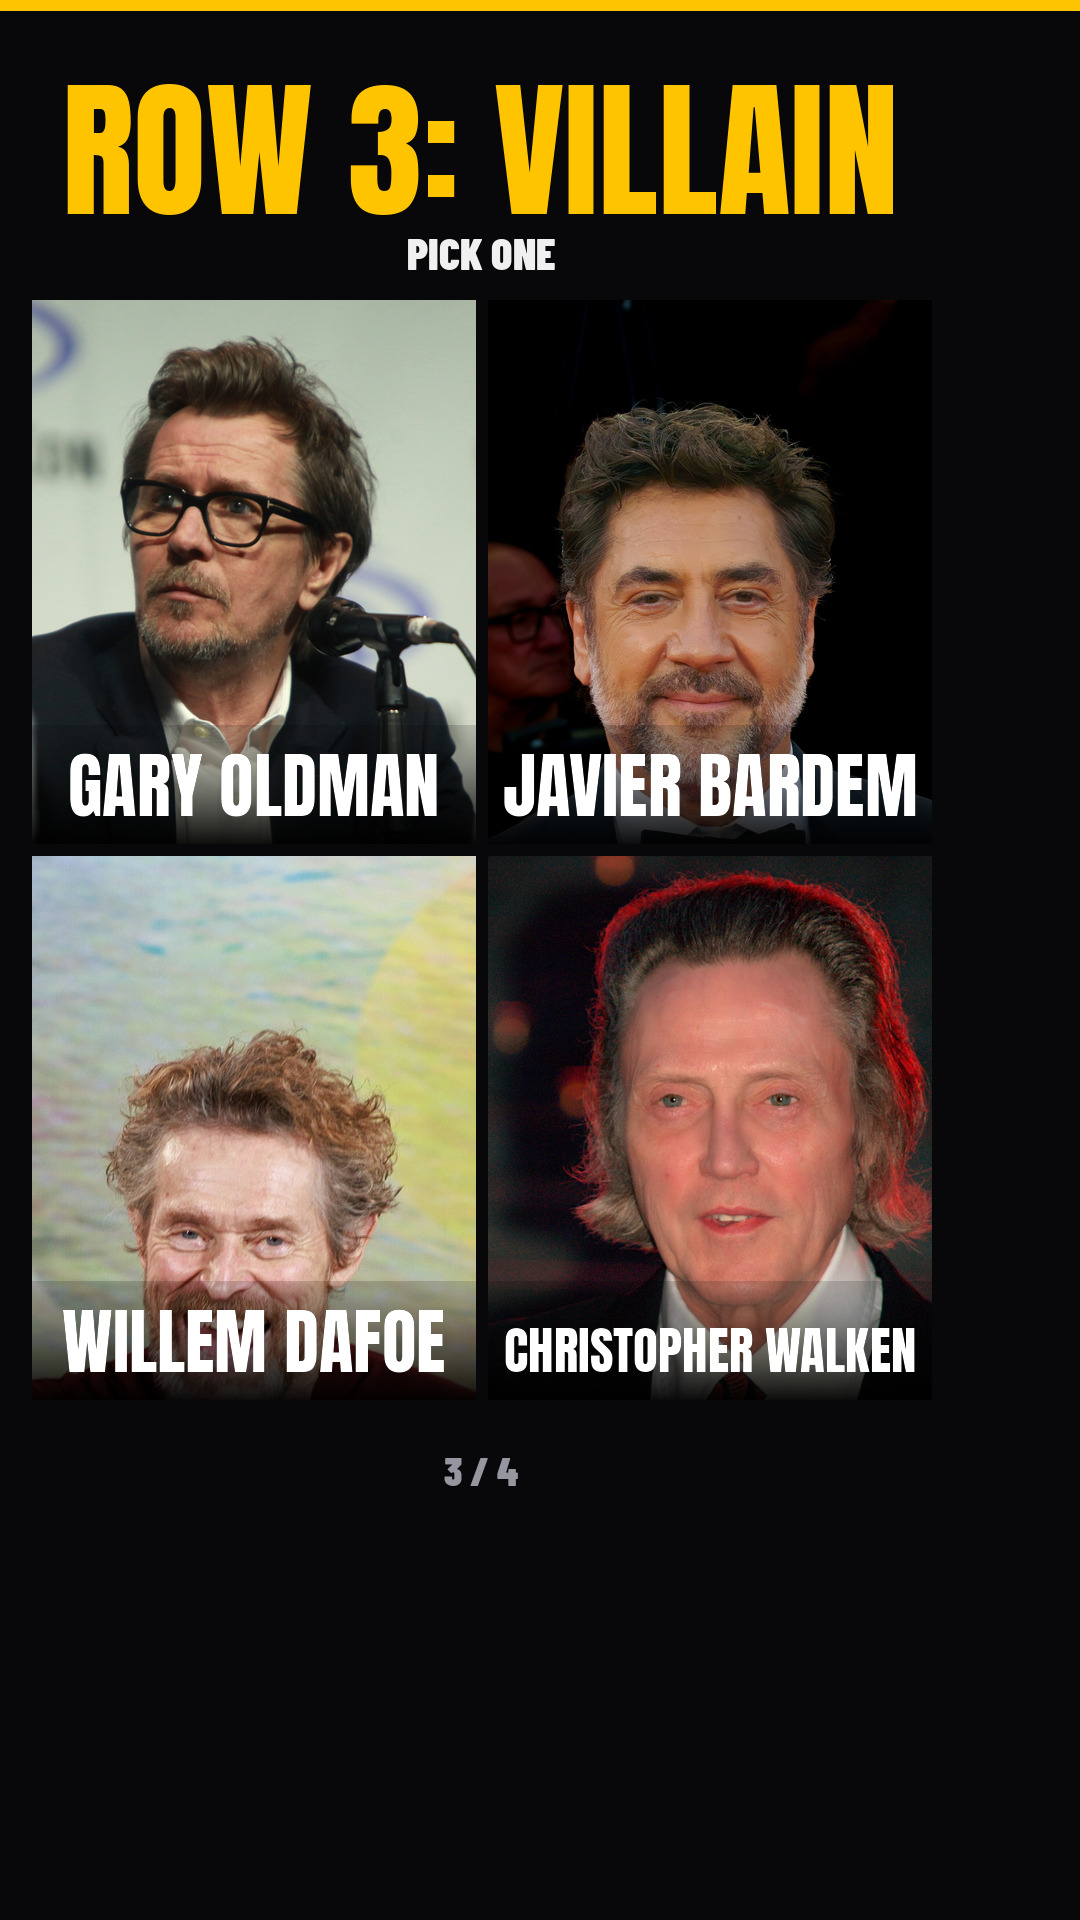 ROW 3: VILLAIN
PICK ONE
GARY OLDMAN
JAVIER BARDEM
WILLEM DAFOE
CHRISTOPHER WALKEN
3 / 4